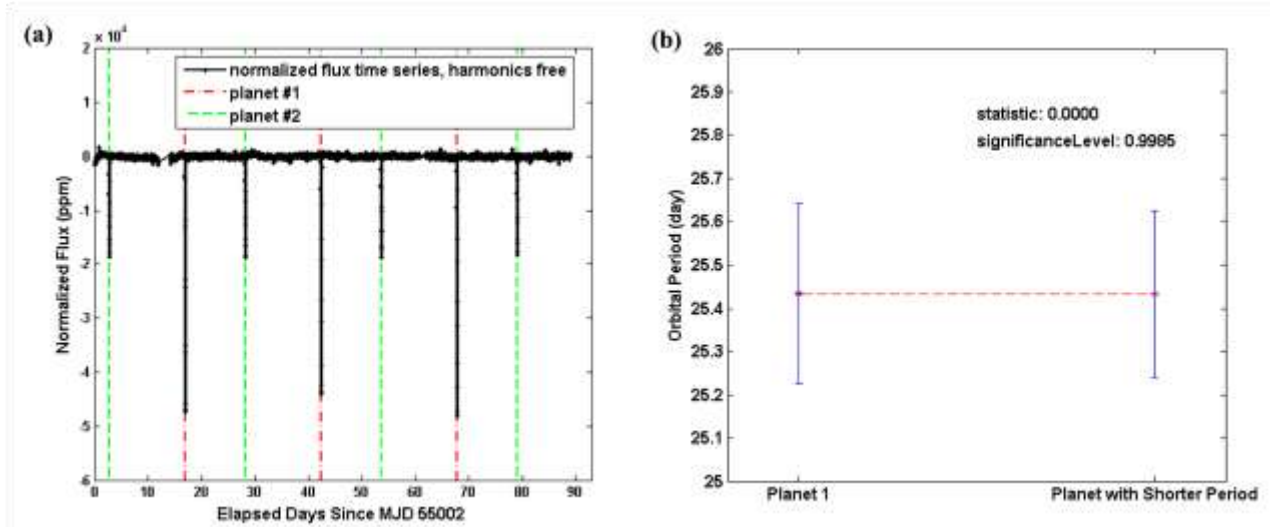 (a)
× 10⁴
2
1
0
-1
-2
-3
-4
-5
-6
0 10 20 30 40 50 60 70 80 90
Normalized Flux (ppm)
Elapsed Days Since MJD 55002
normalized flux time series, harmonics free
planet #1
planet #2
(b)
26
25.9
25.8
25.7
25.6
25.5
25.4
25.3
25.2
25.1
25
Orbital Period (day)
statistic: 0.0000
significanceLevel: 0.9985
Planet 1
Planet with Shorter Period